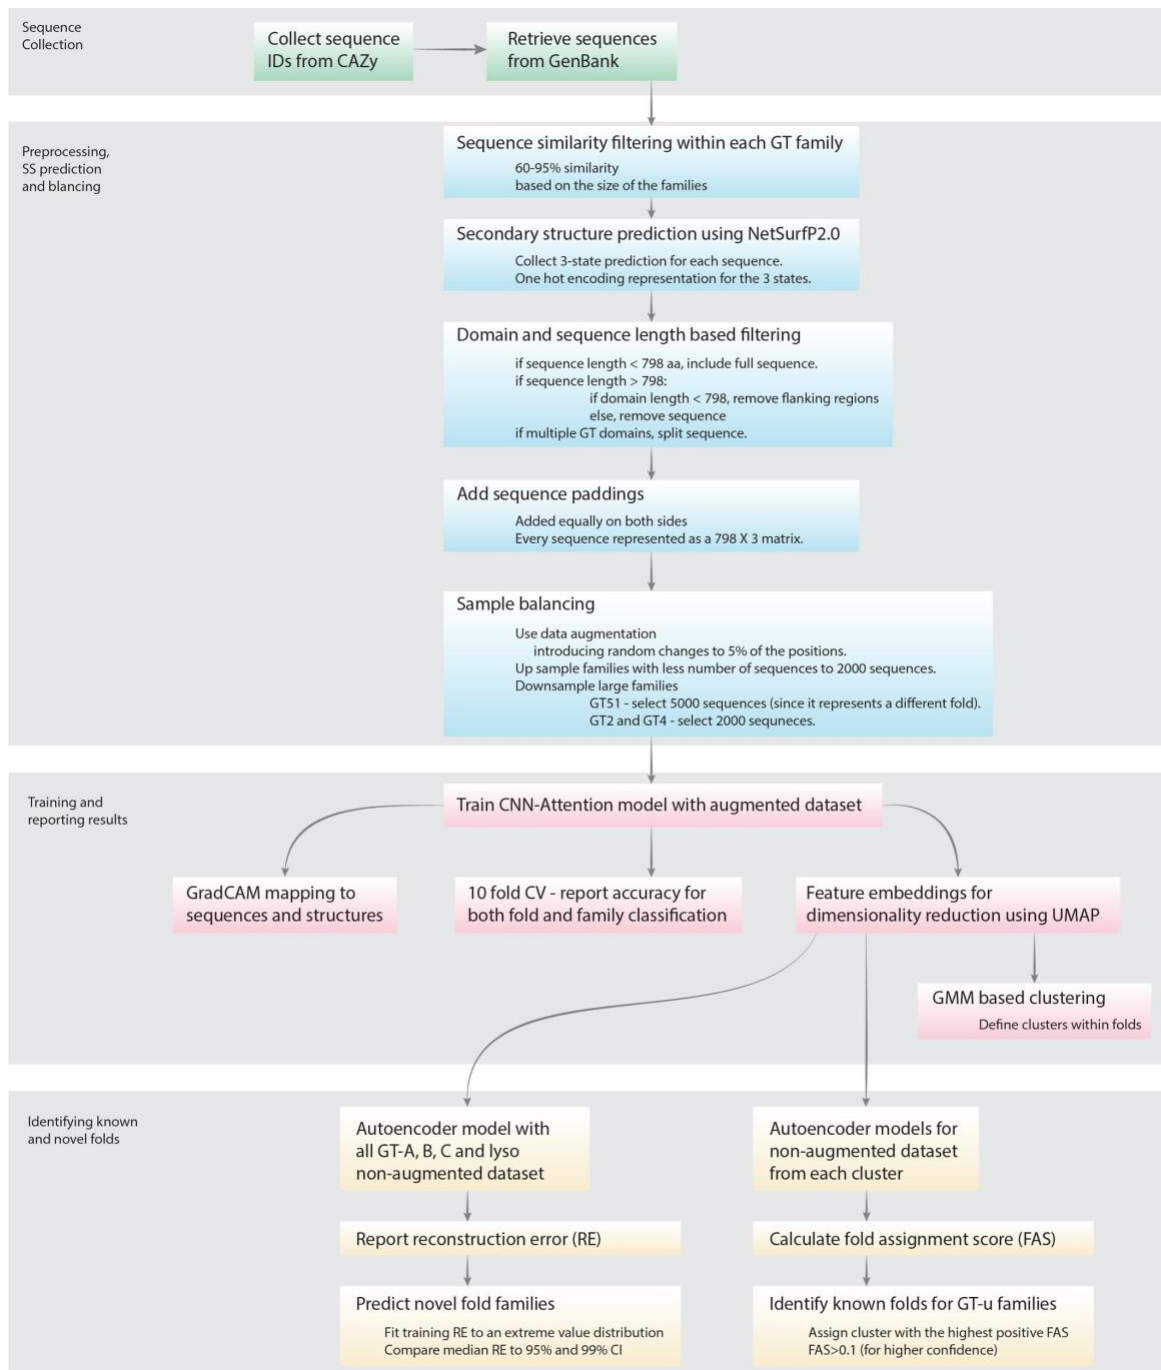 Sequence
Collection
Collect sequence
IDs from CAZy
Retrieve sequences
from GenBank
Preprocessing,
SS prediction
and blancing
Sequence similarity filtering within each GT family
60-95% similarity
based on the size of the families
Secondary structure prediction using NetSurfP2.0
Collect 3-state prediction for each sequence.
One hot encoding representation for the 3 states.
Domain and sequence length based filtering
if sequence length < 798 aa, include full sequence.
if sequence length > 798:
if domain length < 798, remove flanking regions
else, remove sequence
if multiple GT domains, split sequence.
Add sequence paddings
Added equally on both sides
Every sequence represented as a 798 X 3 matrix.
Sample balancing
Use data augmentation
introducing random changes to 5% of the positions.
Up sample families with less number of sequences to 2000 sequences.
Downsample large families
GT51 - select 5000 sequences (since it represents a different fold).
GT2 and GT4 - select 2000 sequneces.
Training and
reporting results
Train CNN-Attention model with augmented dataset
GradCAM mapping to
sequences and structures
10 fold CV - report accuracy for
both fold and family classification
Feature embeddings for
dimensionality reduction using UMAP
GMM based clustering
Define clusters within folds
Identifying known
and novel folds
Autoencoder model with
all GT-A, B, C and lyso
non-augmented dataset
Autoencoder models for
non-augmented dataset
from each cluster
Report reconstruction error (RE)
Calculate fold assignment score (FAS)
Predict novel fold families
Fit training RE to an extreme value distribution
Compare median RE to 95% and 99% CI
Identify known folds for GT-u families
Assign cluster with the highest positive FAS
FAS>0.1 (for higher confidence)